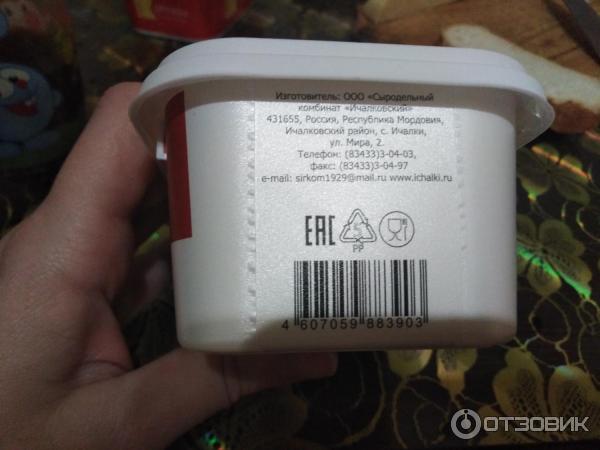 Изготовитель: ООО «Сыродельный
комбинат «Ичалковский»
431655, Россия, Республика Мордовия,
Ичалковский район, с. Ичалки,
ул. Мира, 2.
Телефон: (83433)3-04-03,
факс: (83433)3-04-97
e-mail: sirkom1929@mail.ru www.ichalki.ru
EAC 5
PP
4 607059 883903
ОТЗОВИК